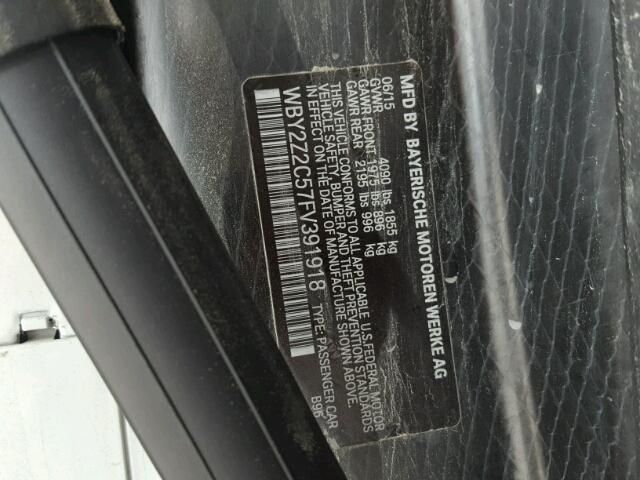 MFD BY BAYERISCHE MOTOREN WERKE AG
06/15
GVWR 4090 lbs 1855 kg
GAWR FRONT 1975 lbs 896 kg
GAWR REAR 2195 lbs 996 kg
THIS VEHICLE CONFORMS TO ALL APPLICABLE U.S.FEDERAL MOTOR
VEHICLE SAFETY, BUMPER AND THEFT PREVENTION STANDARDS
IN EFFECT ON THE DATE OF MANUFACTURE SHOWN ABOVE.
WBY2Z2C57FV391918 TYPE: PASSENGER CAR
B96